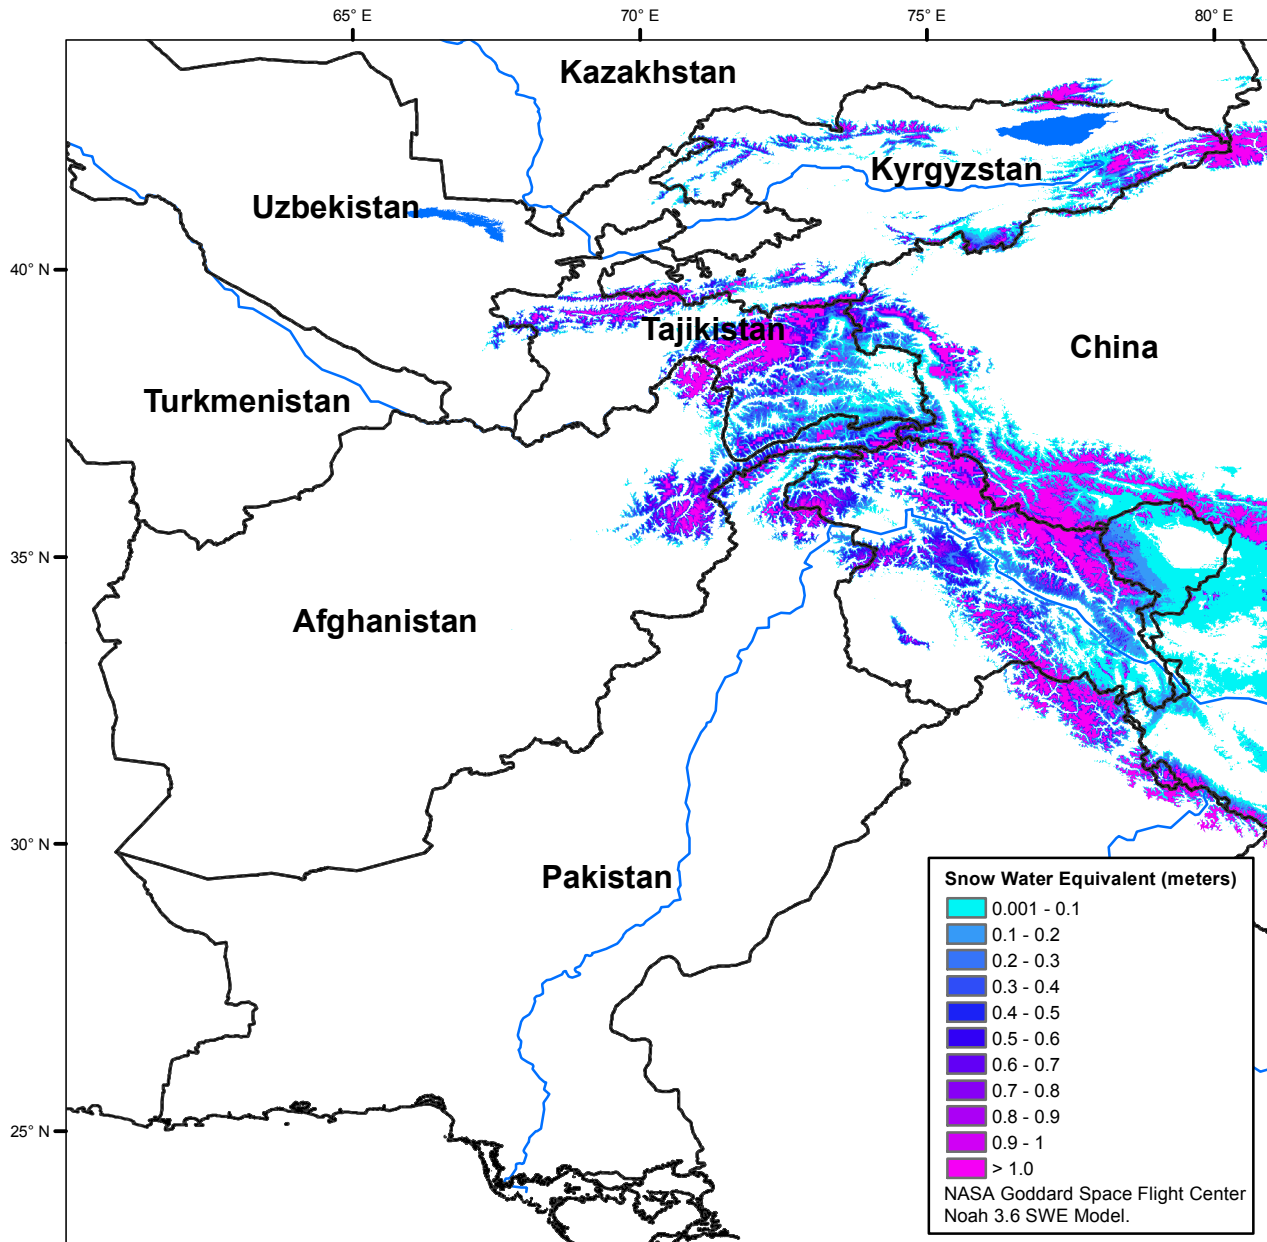 65° E
70° E
75° E
80° E
Kazakhstan
Kyrgyzstan
Uzbekistan
40° N
Tajikistan
China
Turkmenistan
35° N
Afghanistan
30° N
Pakistan
25° N
Snow Water Equivalent (meters)
0.001 - 0.1
0.1 - 0.2
0.2 - 0.3
0.3 - 0.4
0.4 - 0.5
0.5 - 0.6
0.6 - 0.7
0.7 - 0.8
0.8 - 0.9
0.9 - 1
> 1.0
NASA Goddard Space Flight Center
Noah 3.6 SWE Model.